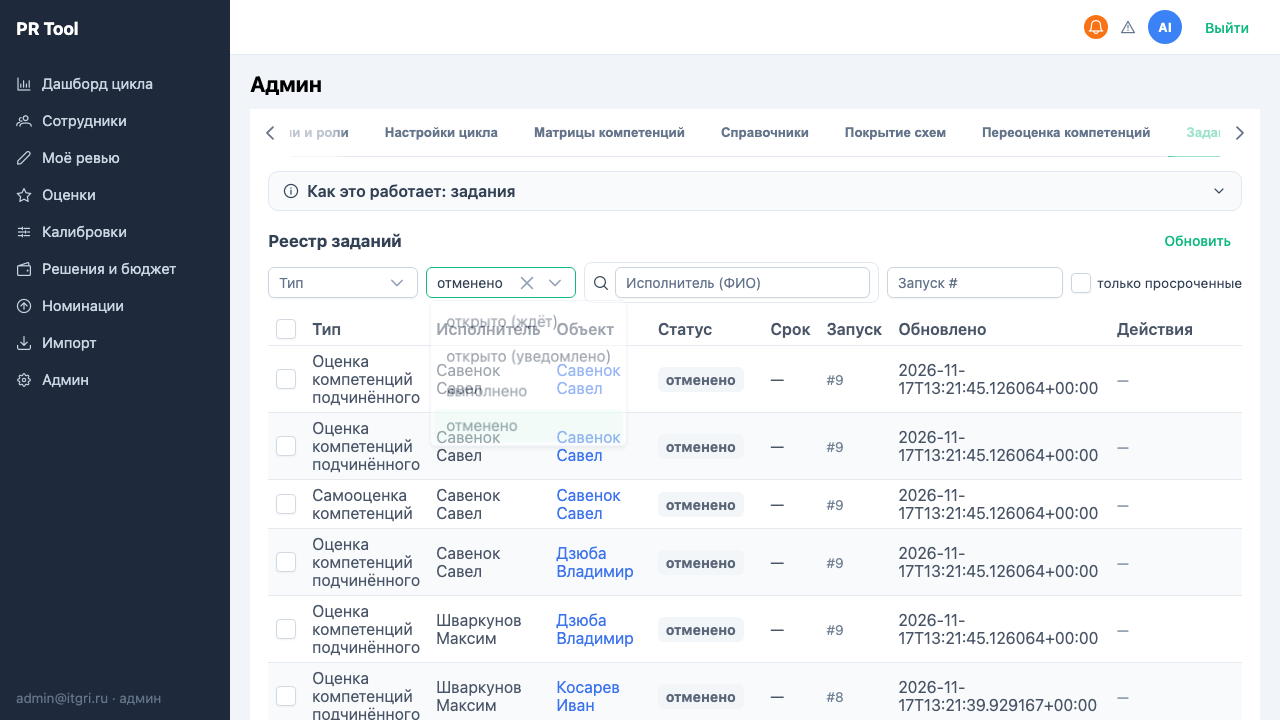 PR Tool
Дашборд цикла
Сотрудники
Моё ревью
Оценки
Калибровки
Решения и бюджет
Номинации
Импорт
Админ
admin@itgri.ru · админ
AI
Выйти
Админ
ии и роли
Настройки цикла
Матрицы компетенций
Справочники
Покрытие схем
Переоценка компетенций
Зада
Как это работает: задания
Реестр заданий
Обновить
Тип
отменено
Исполнитель (ФИО)
Запуск #
только просроченные
открыто (ждёт)
открыто (уведомлено)
выполнено
отменено
Тип
Исполнитель
Объект
Статус
Срок
Запуск
Обновлено
Действия
Оценка
компетенций
подчинённого
Савенок
Савел
Савенок
Савел
отменено
—
#9
2026-11-
17T13:21:45.126064+00:00
—
Оценка
компетенций
подчинённого
Савенок
Савел
Савенок
Савел
отменено
—
#9
2026-11-
17T13:21:45.126064+00:00
—
Самооценка
компетенций
Савенок
Савел
Савенок
Савел
отменено
—
#9
2026-11-
17T13:21:45.126064+00:00
—
Оценка
компетенций
подчинённого
Савенок
Савел
Дзюба
Владимир
отменено
—
#9
2026-11-
17T13:21:45.126064+00:00
—
Оценка
компетенций
подчинённого
Шваркунов
Максим
Дзюба
Владимир
отменено
—
#9
2026-11-
17T13:21:45.126064+00:00
—
Оценка
компетенций
подчинённого
Шваркунов
Максим
Косарев
Иван
отменено
—
#8
2026-11-
17T13:21:39.929167+00:00
—